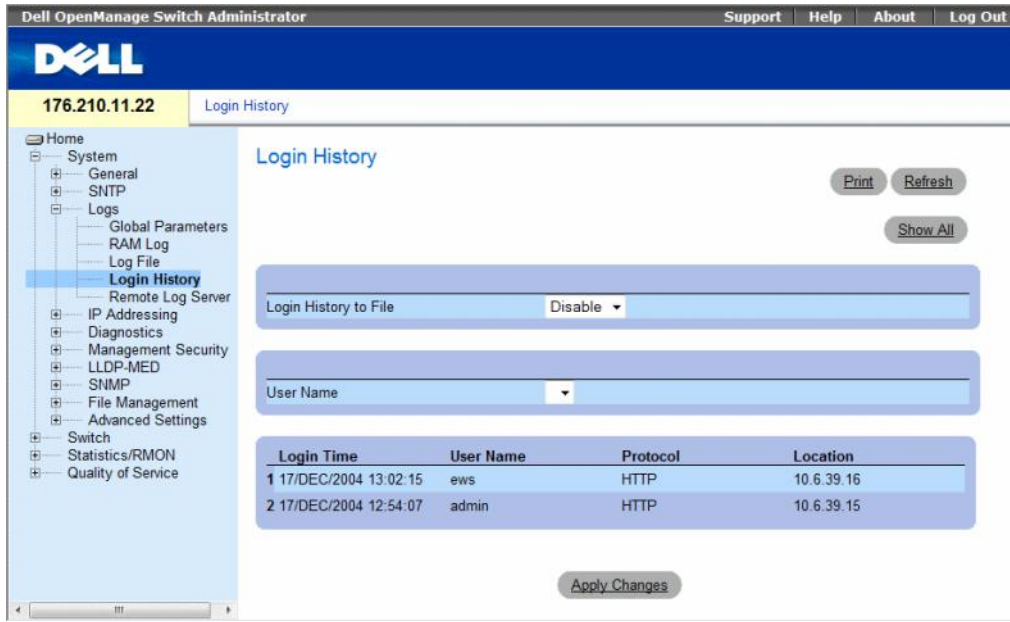 Dell OpenManage Switch Administrator
Support Help About Log Out
DELL
176.210.11.22
Login History
Home
System
General
SNTP
Logs
Global Parameters
RAM Log
Log File
Login History
Remote Log Server
IP Addressing
Diagnostics
Management Security
LLDP-MED
SNMP
File Management
Advanced Settings
Switch
Statistics/RMON
Quality of Service
Login History
Print Refresh
Show All
Login History to File Disable
User Name
Login Time User Name Protocol Location
1 17/DEC/2004 13:02:15 ews HTTP 10.6.39.16
2 17/DEC/2004 12:54:07 admin HTTP 10.6.39.15
Apply Changes